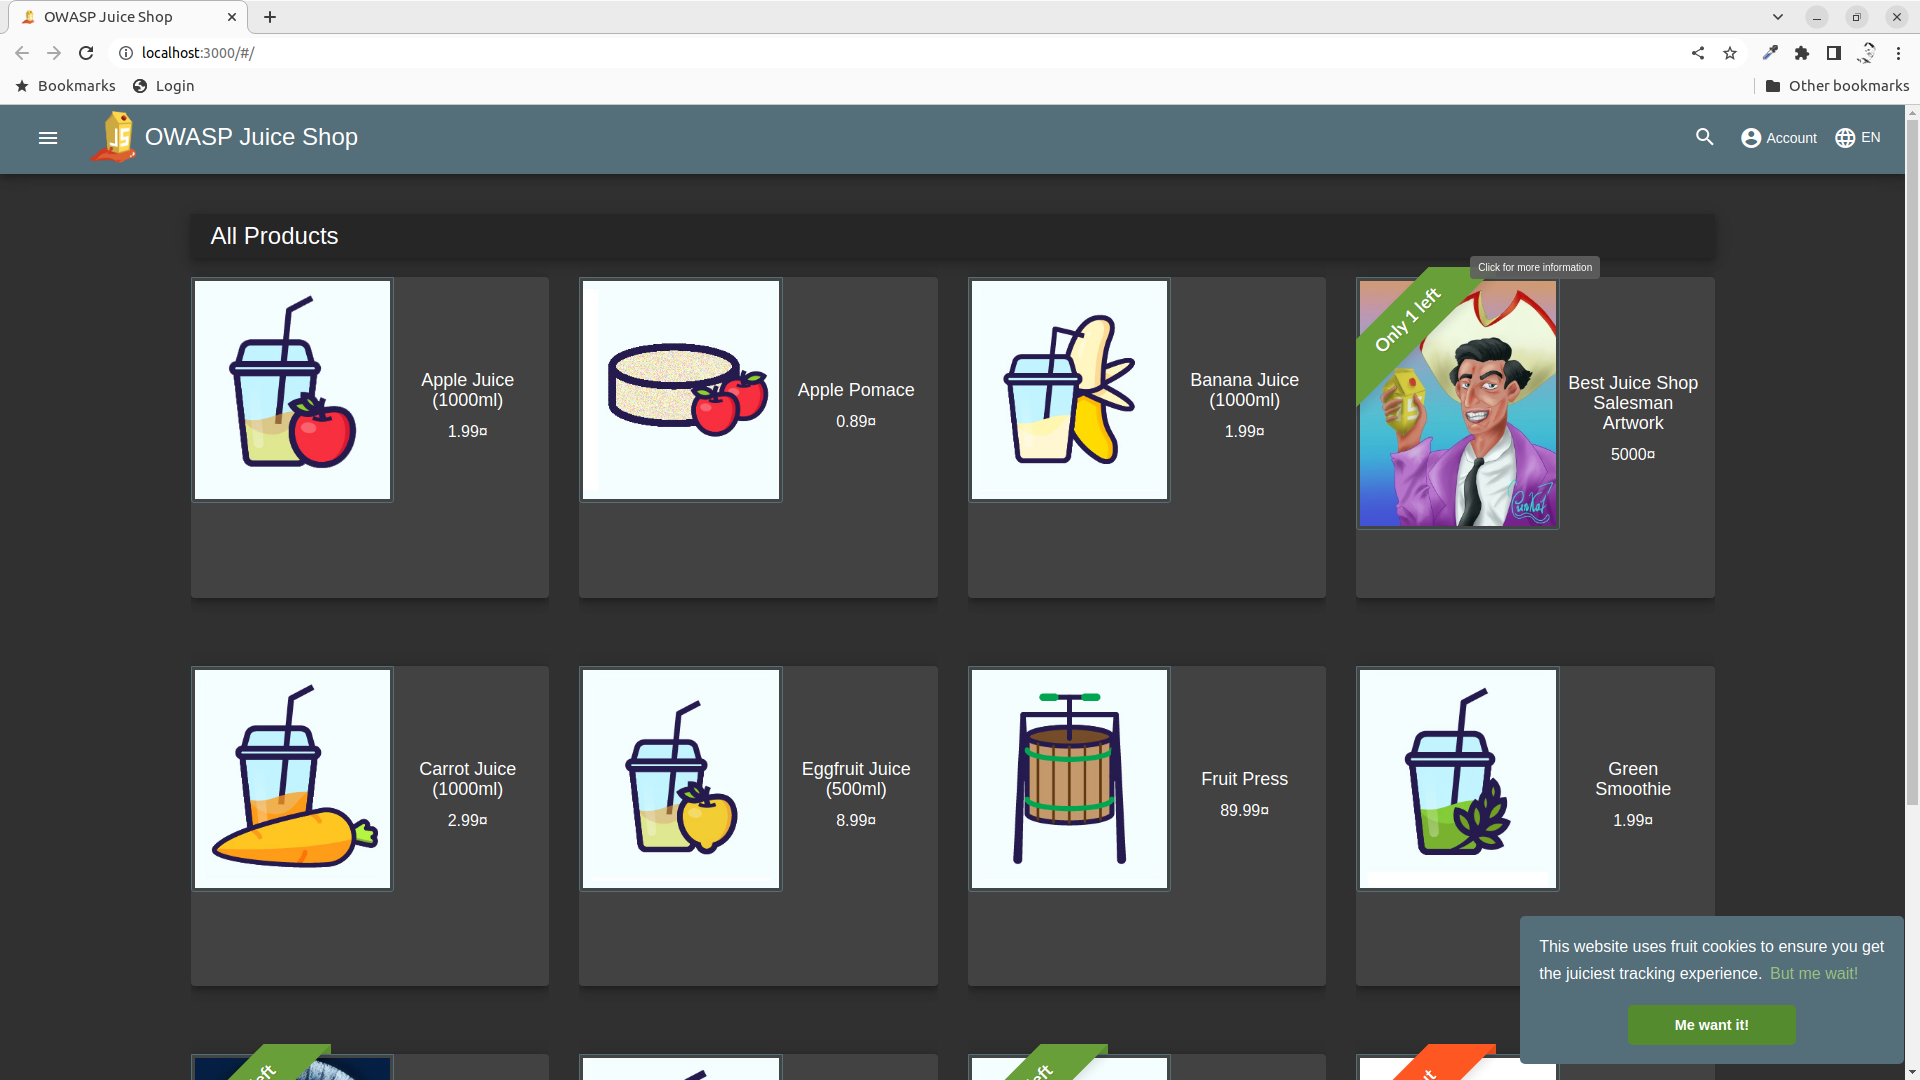 OWASP Juice Shop
localhost:3000/#/
Bookmarks
Login
Other bookmarks
JS
OWASP Juice Shop
Account
EN
All Products
Click for more information
Apple Juice
(1000ml)
1.99¤
Apple Pomace
0.89¤
Banana Juice
(1000ml)
1.99¤
Only 1 left
Best Juice Shop
Salesman
Artwork
5000¤
Carrot Juice
(1000ml)
2.99¤
Eggfruit Juice
(500ml)
8.99¤
Fruit Press
89.99¤
Green
Smoothie
1.99¤
This website uses fruit cookies to ensure you get
the juiciest tracking experience. But me wait!
Me want it!
left
left